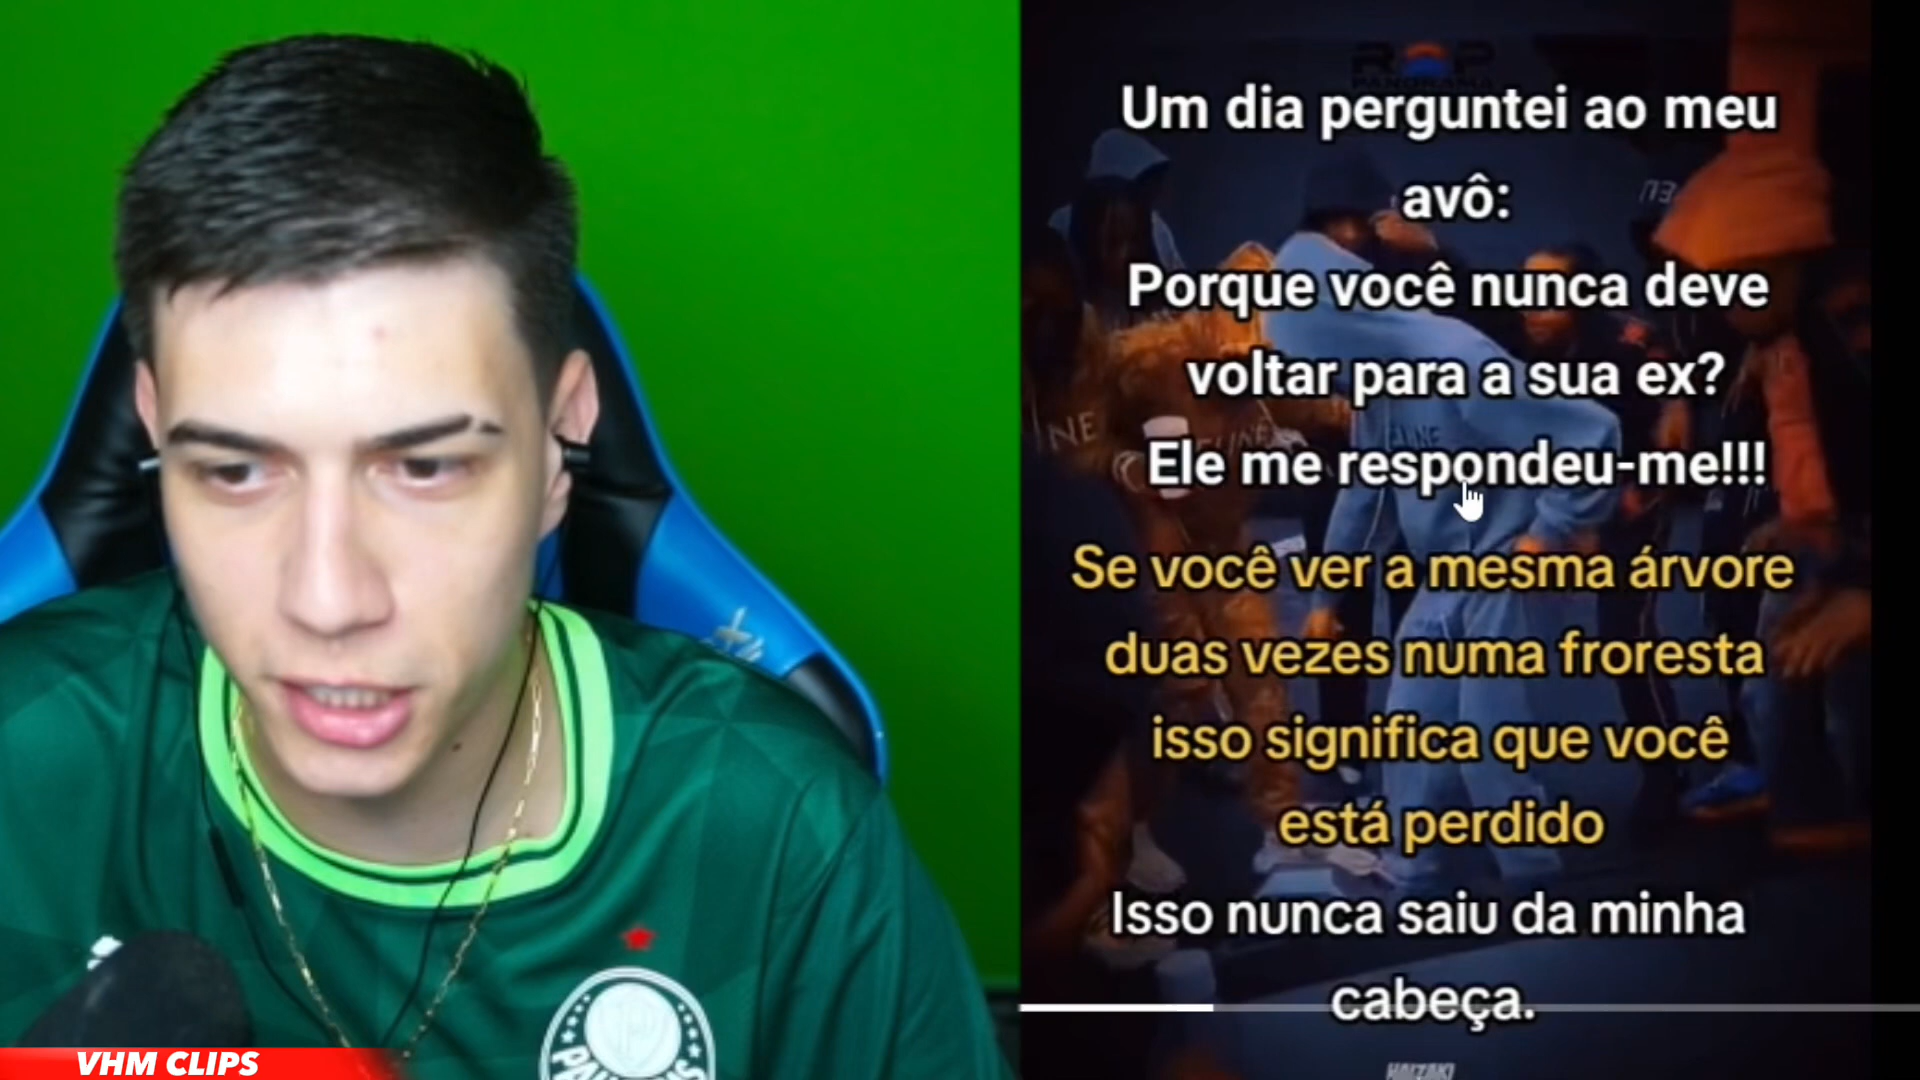 Um dia perguntei ao meu
avô:
Porque você nunca deve
voltar para a sua ex?
Ele me respondeu-me!!!
Se você ver a mesma árvore
duas vezes numa froresta
isso significa que você
está perdido
Isso nunca saiu da minha
cabeça.
VHM CLIPS